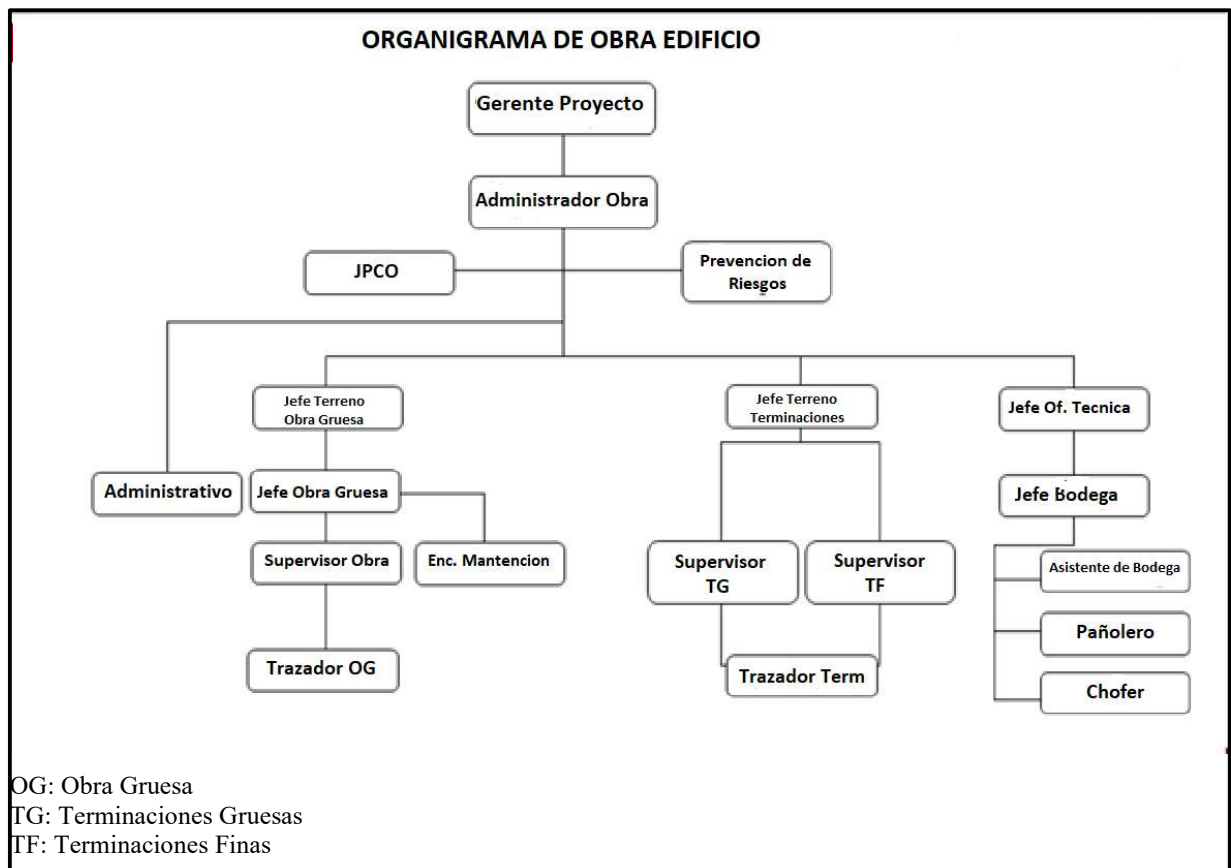 ORGANIGRAMA DE OBRA EDIFICIO
Gerente Proyecto
Administrador Obra
JPCO
Prevencion de
Riesgos
Jefe Terreno
Obra Gruesa
Jefe Terreno
Terminaciones
Jefe Of. Tecnica
Administrativo
Jefe Obra Gruesa
Jefe Bodega
Supervisor Obra
Enc. Mantencion
Supervisor
TG
Supervisor
TF
Asistente de Bodega
Pañolero
Trazador OG
Trazador Term
Chofer
OG: Obra Gruesa
TG: Terminaciones Gruesas
TF: Terminaciones Finas